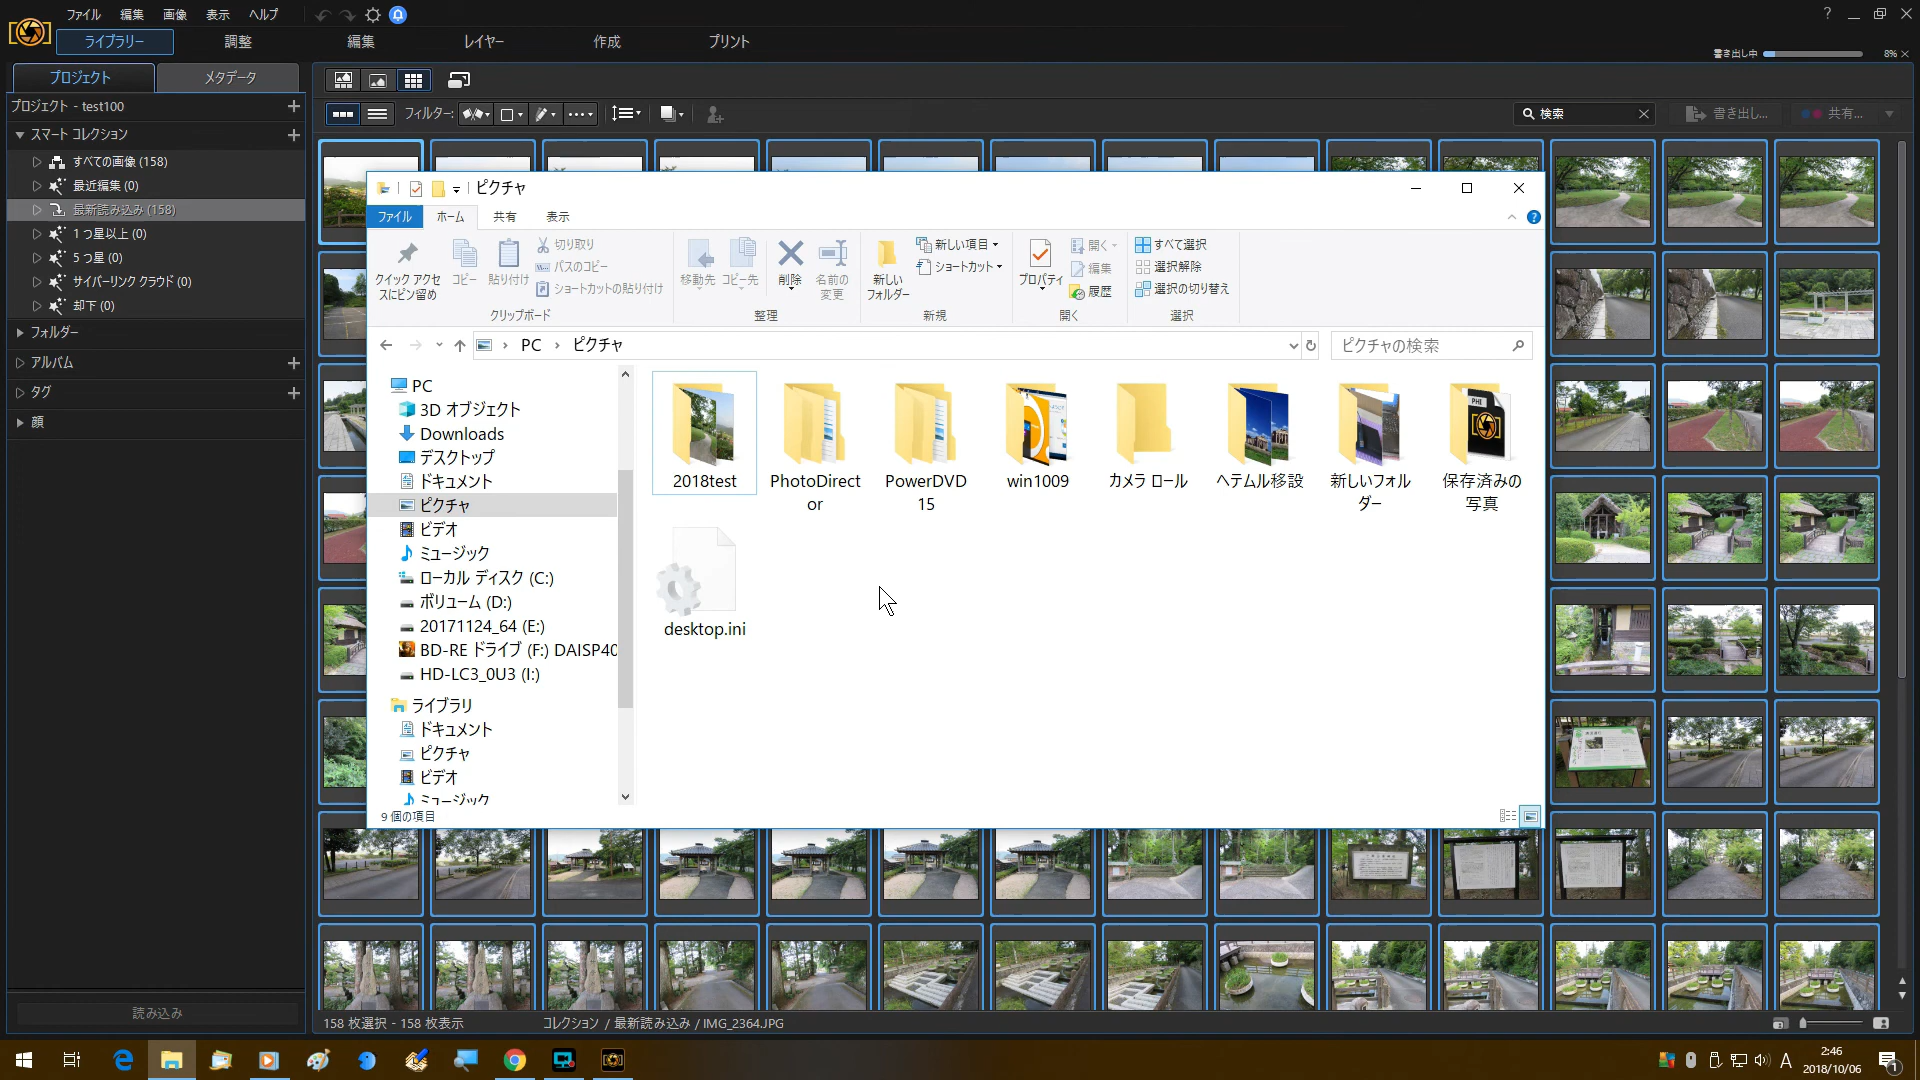 ファイル 編集 画像 表示 ヘルプ
ライブラリー 調整 編集 レイヤー 作成 プリント
書き出し中 8%
プロジェクト メタデータ
プロジェクト - test100
スマート コレクション
すべての画像 (158)
最近編集 (0)
最新読み込み (158)
1 つ星以上 (0)
5 つ星 (0)
サイバーリンク クラウド (0)
却下 (0)
フォルダー
アルバム
タグ
顔
読み込み
フィルター:
検索
書き出し...
共有...
ピクチャ
ファイル ホーム 共有 表示
クイック アクセスにピン留め
コピー
貼り付け
切り取り
パスのコピー
ショートカットの貼り付け
クリップボード
移動先
コピー先
削除
名前の変更
整理
新しいフォルダー
新しい項目
ショートカット
新規
プロパティ
開く
編集
履歴
開く
すべて選択
選択解除
選択の切り替え
選択
PC ピクチャ
ピクチャの検索
PC
3D オブジェクト
Downloads
デスクトップ
ドキュメント
ピクチャ
ビデオ
ミュージック
ローカル ディスク (C:)
ボリューム (D:)
20171124_64 (E:)
BD-RE ドライブ (F:) DAISP40
HD-LC3_0U3 (I:)
ライブラリ
ドキュメント
ピクチャ
ビデオ
ミュージック
2018test
PhotoDirector
PowerDVD 15
win1009
カメラ ロール
ヘテムル移設
新しいフォルダー
PHI
保存済みの写真
desktop.ini
9 個の項目
158 枚選択 - 158 枚表示
コレクション / 最新読み込み / IMG_2364.JPG
A
2:46
2018/10/06
1